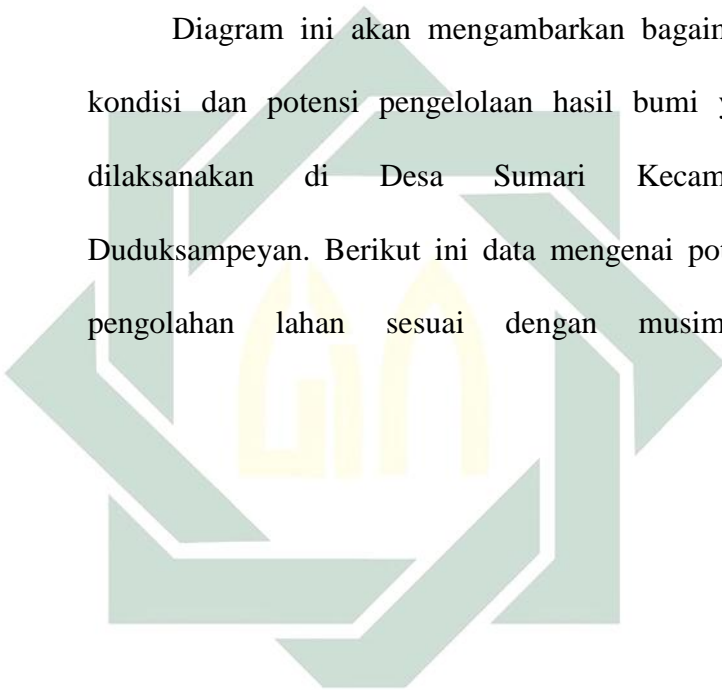 Diagram ini akan mengambarkan bagain
kondisi dan potensi pengelolaan hasil bumi y
dilaksanakan di Desa Sumari Kecam
Duduksampeyan. Berikut ini data mengenai pot
pengolahan lahan sesuai dengan musim